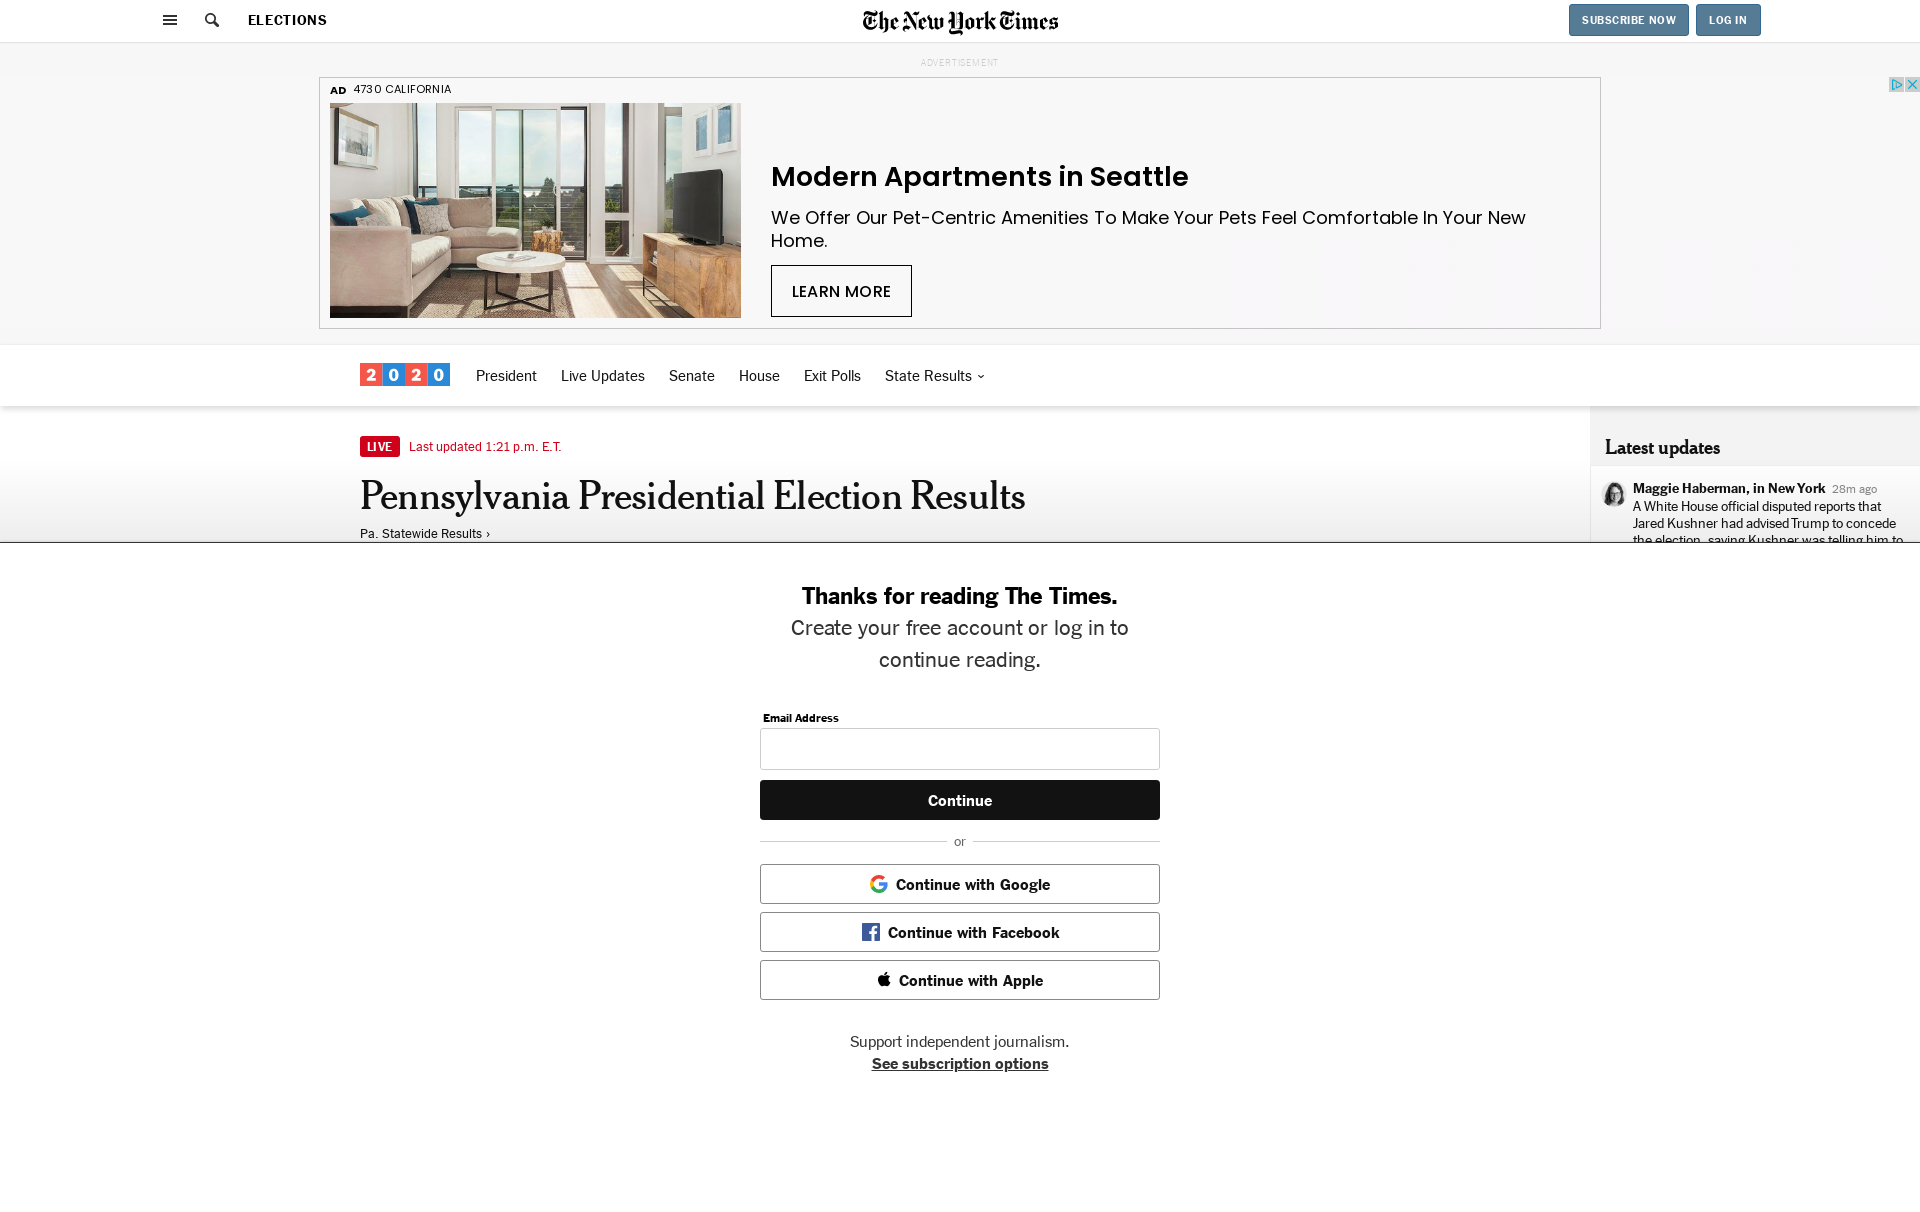 ELECTIONS
The New York Times
SUBSCRIBE NOW
LOG IN
ADVERTISEMENT
AD 4730 CALIFORNIA
Modern Apartments in Seattle
We Offer Our Pet-Centric Amenities To Make Your Pets Feel Comfortable In Your New
Home.
LEARN MORE
2020
President
Live Updates
Senate
House
Exit Polls
State Results
LIVE Last updated 1:21 p.m. E.T.
Pennsylvania Presidential Election Results
Pa. Statewide Results ›
Latest updates
Maggie Haberman, in New York 28m ago
A White House official disputed reports that
Jared Kushner had advised Trump to concede
the election, saying Kushner was telling him to
Thanks for reading The Times.
Create your free account or log in to
continue reading.
Email Address
Continue
or
Continue with Google
Continue with Facebook
Continue with Apple
Support independent journalism.
See subscription options